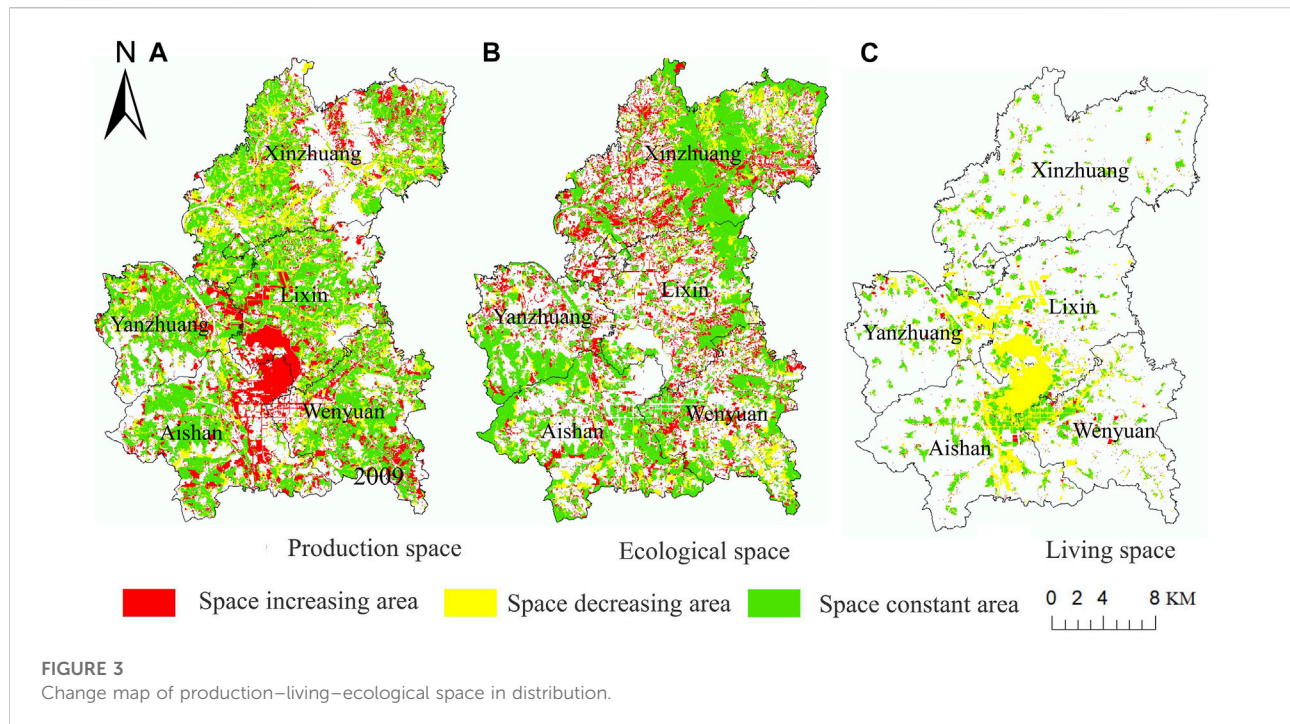 N A B C
Xinzhuang
Lixin
Yanzhuang
Wenyuan
Aishan
2009
Xinzhuang
Lixin
Yanzhuang
Wenyuan
Aishan
Xinzhuang
Lixin
Yanzhuang
Wenyuan
Aishan
Production space Ecological space Living space
Space increasing area Space decreasing area Space constant area
0 2 4 8 KM
FIGURE 3
Change map of production–living–ecological space in distribution.